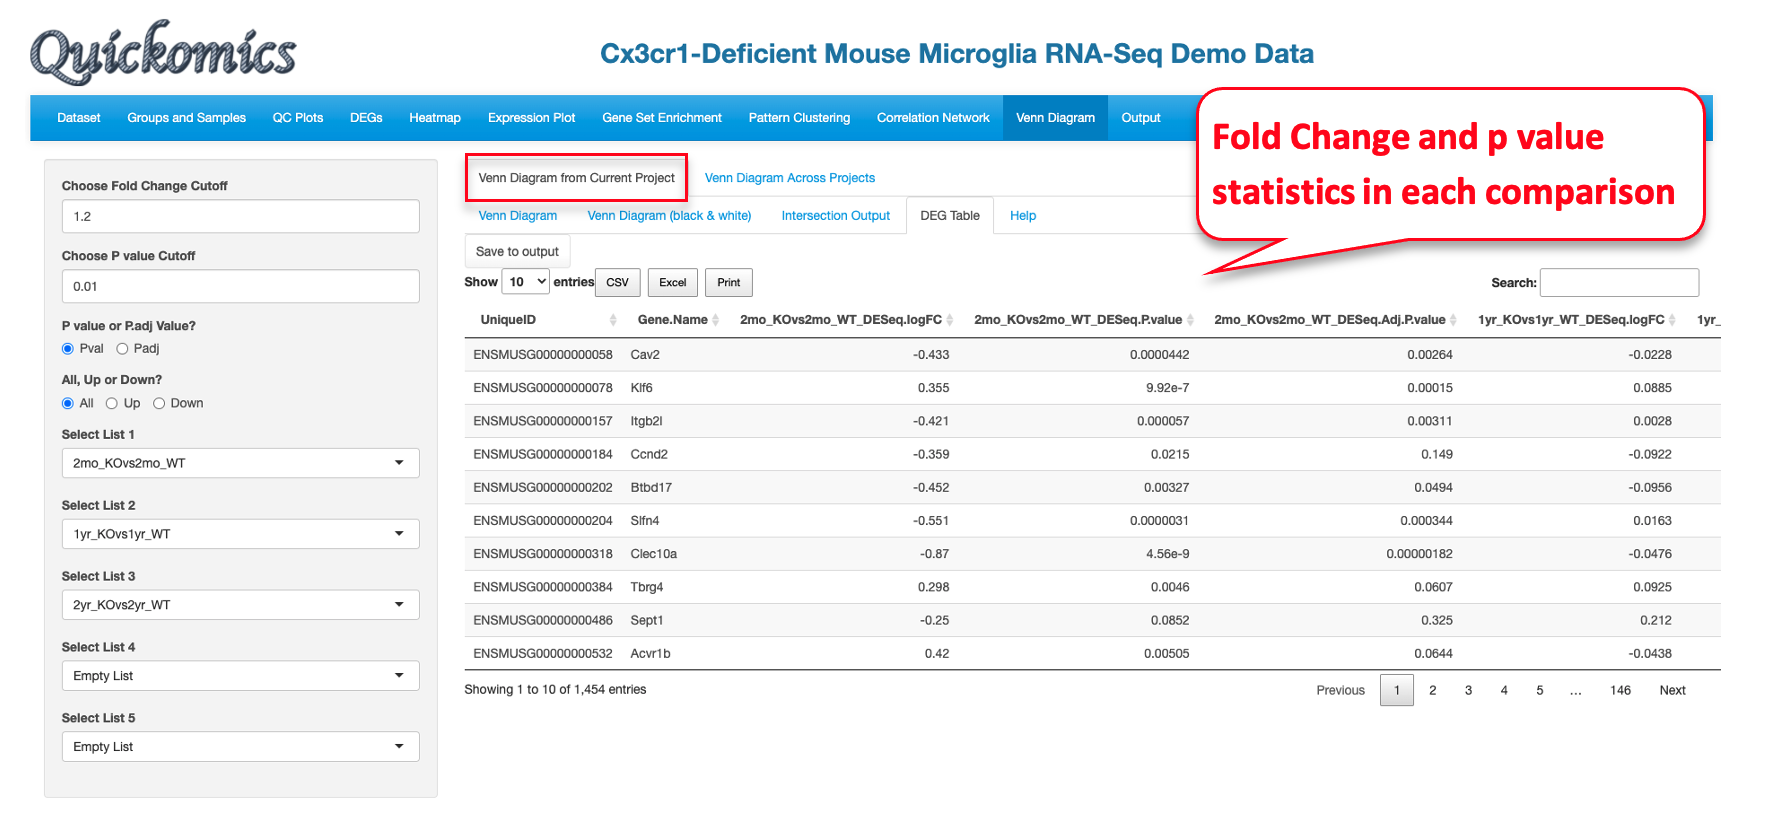 Quickomics
Cx3cr1-Deficient Mouse Microglia RNA-Seq Demo Data
Dataset Groups and Samples QC Plots DEGs Heatmap Expression Plot Gene Set Enrichment Pattern Clustering Correlation Network Venn Diagram Output
Fold Change and p value
statistics in each comparison
Choose Fold Change Cutoff
1.2
Choose P value Cutoff
0.01
P value or P.adj Value?
Pval Padj
All, Up or Down?
All Up Down
Select List 1
2mo_KOvs2mo_WT
Select List 2
1yr_KOvs1yr_WT
Select List 3
2yr_KOvs2yr_WT
Select List 4
Empty List
Select List 5
Empty List
Venn Diagram from Current Project Venn Diagram Across Projects
Venn Diagram Venn Diagram (black & white) Intersection Output DEG Table Help
Save to output
Show 10 entries CSV Excel Print Search:
UniqueID Gene.Name 2mo_KOvs2mo_WT_DESeq.logFC 2mo_KOvs2mo_WT_DESeq.P.value 2mo_KOvs2mo_WT_DESeq.Adj.P.value 1yr_KOvs1yr_WT_DESeq.logFC 1yr_
ENSMUSG00000000058 Cav2 -0.433 0.0000442 0.00264 -0.0228
ENSMUSG00000000078 Klf6 0.355 9.92e-7 0.00015 0.0885
ENSMUSG00000000157 Itgb2l -0.421 0.000057 0.00311 0.0028
ENSMUSG00000000184 Ccnd2 -0.359 0.0215 0.149 -0.0922
ENSMUSG00000000202 Btbd17 -0.452 0.00327 0.0494 -0.0956
ENSMUSG00000000204 Slfn4 -0.551 0.0000031 0.000344 0.0163
ENSMUSG00000000318 Clec10a -0.87 4.56e-9 0.00000182 -0.0476
ENSMUSG00000000384 Tbrg4 0.298 0.0046 0.0607 0.0925
ENSMUSG00000000486 Sept1 -0.25 0.0852 0.325 0.212
ENSMUSG00000000532 Acvr1b 0.42 0.00505 0.0644 -0.0438
Showing 1 to 10 of 1,454 entries Previous 1 2 3 4 5 … 146 Next